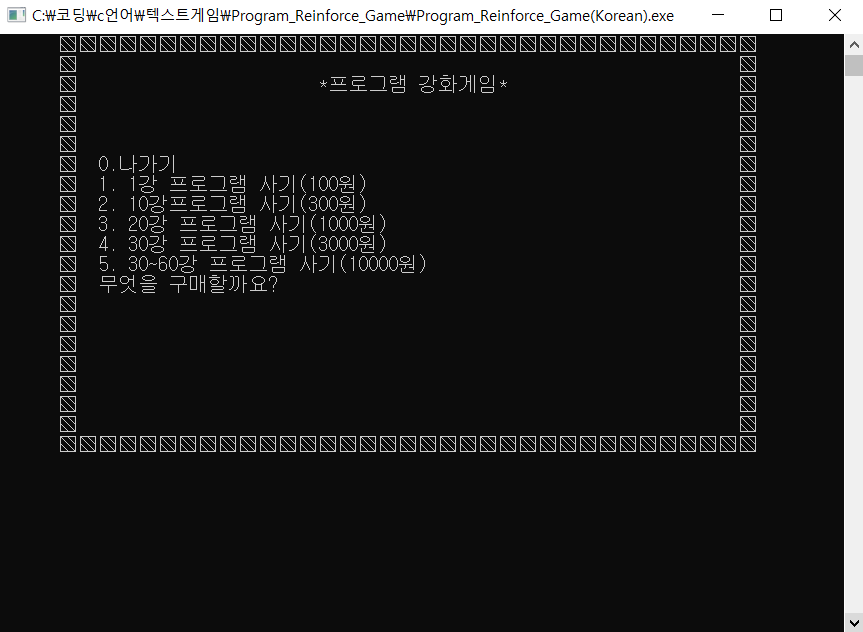 C:₩코딩₩c언어₩텍스트게임₩Program_Reinforce_Game₩Program_Reinforce_Game(Korean).exe
*프로그램 강화게임*
0.나가기
1. 1강 프로그램 사기(100원)
2. 10강프로그램 사기(300원)
3. 20강 프로그램 사기(1000원)
4. 30강 프로그램 사기(3000원)
5. 30~60강 프로그램 사기(10000원)
무엇을 구매할까요?